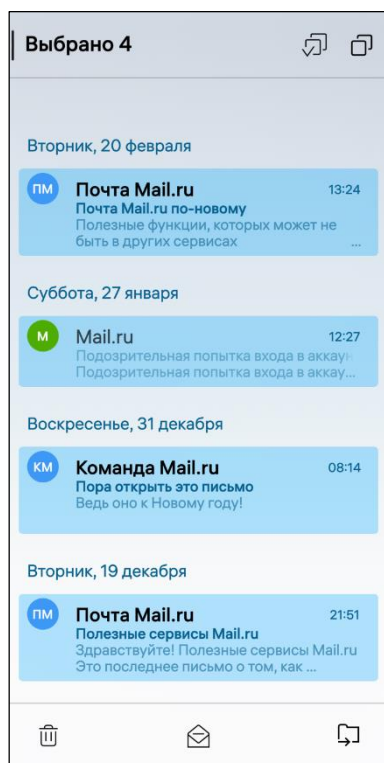 Выбрано 4
Вторник, 20 февраля
ПМ
Почта Mail.ru
13:24
Почта Mail.ru по-новому
Полезные функции, которых может не
быть в других сервисах
...
Суббота, 27 января
М
Mail.ru
12:27
Подозрительная попытка входа в аккаун
Подозрительная попытка входа в аккау...
Воскресенье, 31 декабря
КМ
Команда Mail.ru
08:14
Пора открыть это письмо
Ведь оно к Новому году!
Вторник, 19 декабря
ПМ
Почта Mail.ru
21:51
Полезные сервисы Mail.ru
Здравствуйте! Полезные сервисы Mail.ru
Это последнее письмо о том, как ...